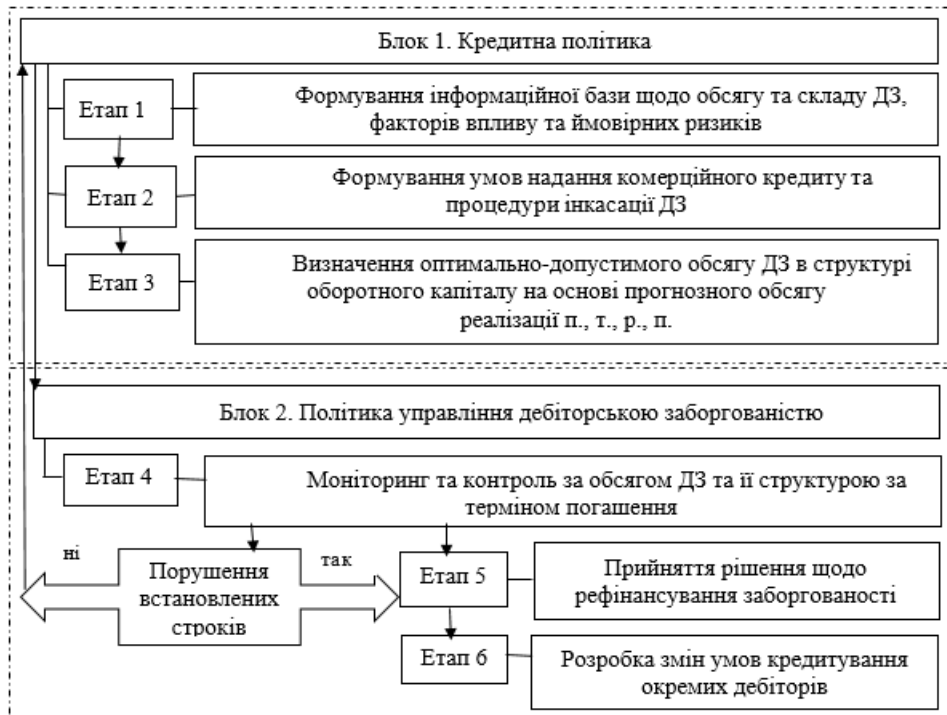 Блок 1. Кредитна політика
Етап 1
Формування інформаційної бази щодо обсягу та складу ДЗ,
факторів впливу та ймовірних ризиків
Етап 2
Формування умов надання комерційного кредиту та
процедури інкасації ДЗ
Етап 3
Визначення оптимально-допустимого обсягу ДЗ в структурі
оборотного капіталу на основі прогнозного обсягу
реалізації п., т., р., п.
Блок 2. Політика управління дебіторською заборгованістю
Етап 4
Моніторинг та контроль за обсягом ДЗ та її структурою за
терміном погашення
ні
Порушення
встановлених
строків
так
Етап 5
Прийняття рішення щодо
рефінансування заборгованості
Етап 6
Розробка змін умов кредитування
окремих дебіторів